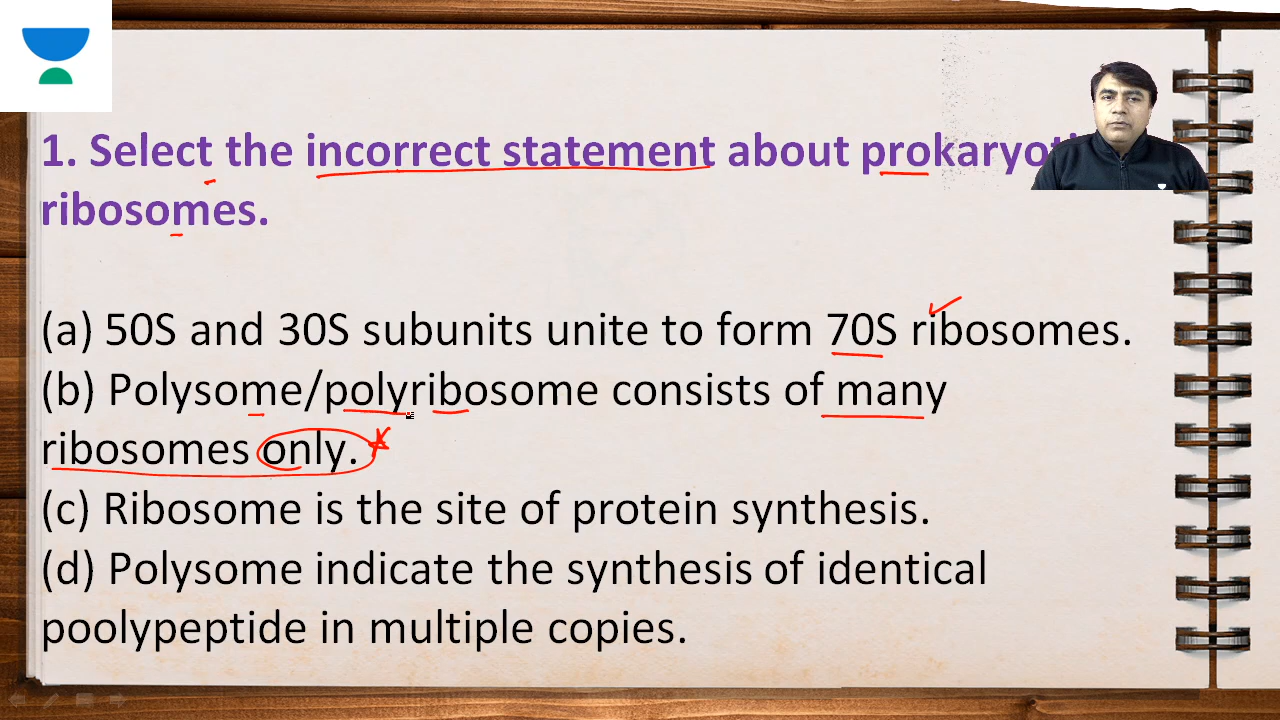 1. Select the incorrect statement about
ribosomes.
(a) 50S and 30S subunits unite to form 70S ribosomes.
(b) Polysome/polyribosome consists of many
ribosomes only.
(c) Ribosome is the site of protein synthesis.
(d) Polysome indicate the synthesis of identical
poolypeptide in multiple copies.